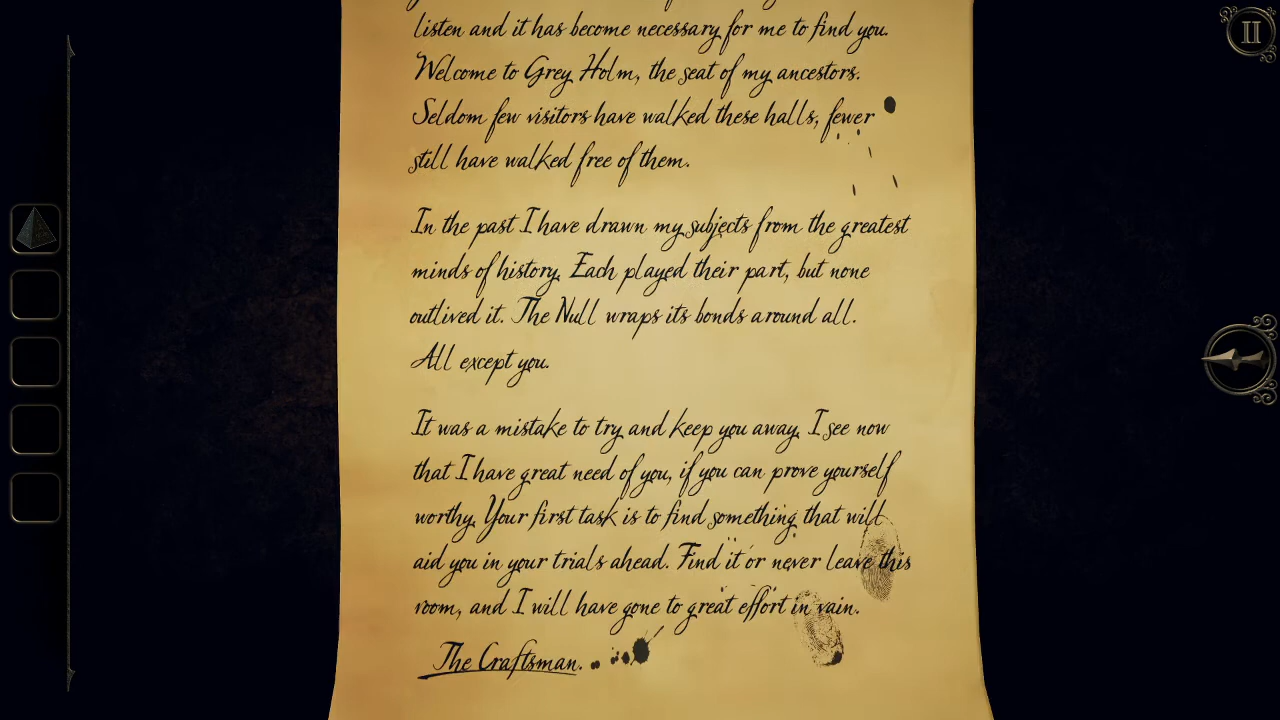 listen and it has become necessary for me to find you.
Welcome to Grey Holm, the seat of my ancestors.
Seldom few visitors have walked these halls, fewer
still have walked free of them.
In the past I have drawn my subjects from the greatest
minds of history. Each played their part, but none
outlived it. The Null wraps its bonds around all.
All except you.
It was a mistake to try and keep you away. I see now
that I have great need of you, if you can prove yourself
worthy. Your first task is to find something that will
aid you in your trials ahead. Find it or never leave this
room, and I will have gone to great effort in vain.
The Craftsman.